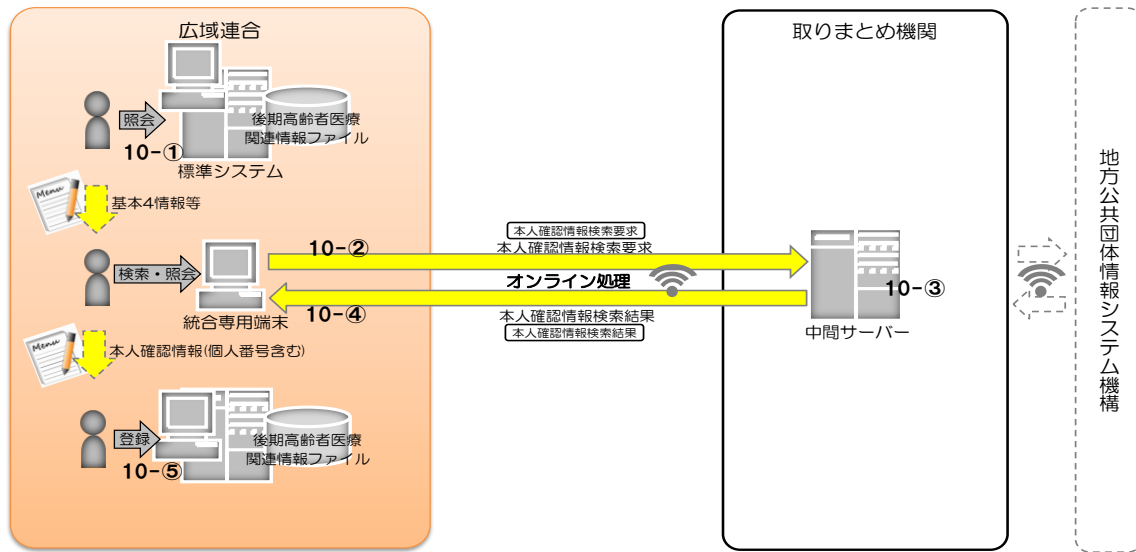 広域連合
照会
10-①
後期高齢者医療
関連情報ファイル
標準システム
Menu
基本4情報等
検索・照会
統合専用端末
10-②
本人確認情報検索要求
本人確認情報検索要求
オンライン処理
10-④
本人確認情報検索結果
本人確認情報検索結果
Menu
本人確認情報(個人番号含む)
登録
10-⑤
後期高齢者医療
関連情報ファイル
取りまとめ機関
10-③
中間サーバー
地方公共団体情報システム機構